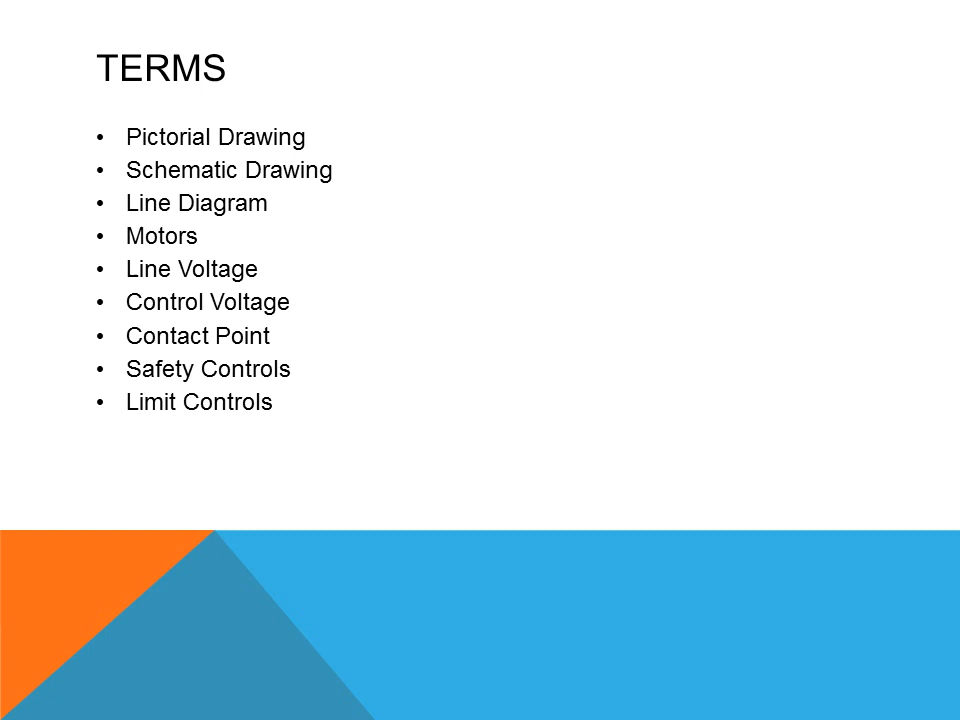 TERMS
• Pictorial Drawing
• Schematic Drawing
• Line Diagram
• Motors
• Line Voltage
• Control Voltage
• Contact Point
• Safety Controls
• Limit Controls